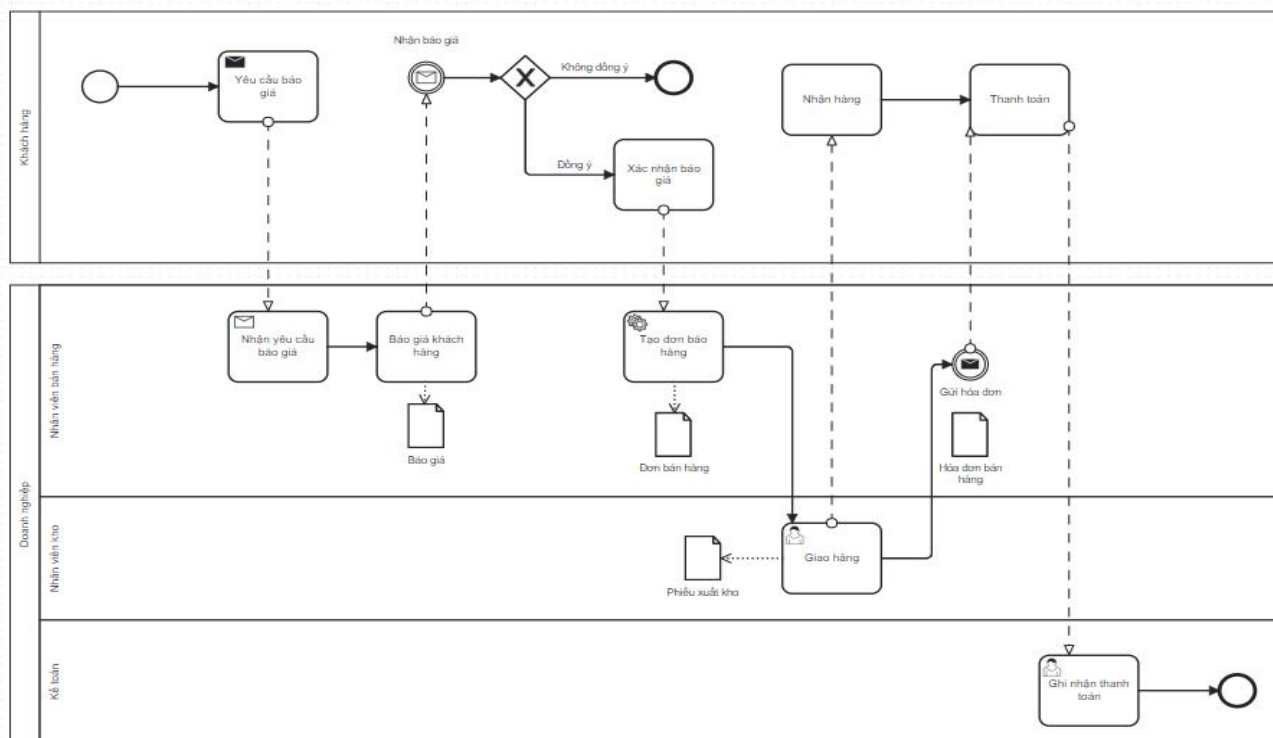 Khách hàng
Yêu cầu báo
giá
Nhận báo giá
Không đồng ý
Đồng ý
Xác nhận báo
giá
Nhận hàng
Thanh toán
Doanh nghiệp
Nhân viên bán hàng
Nhận yêu cầu
báo giá
Báo giá khách
hàng
Báo giá
Tạo đơn báo
hàng
Đơn bán hàng
Gửi hóa đơn
Hóa đơn bán
hàng
Nhân viên kho
Phiếu xuất kho
Giao hàng
Kế toán
Ghi nhận thanh
toán